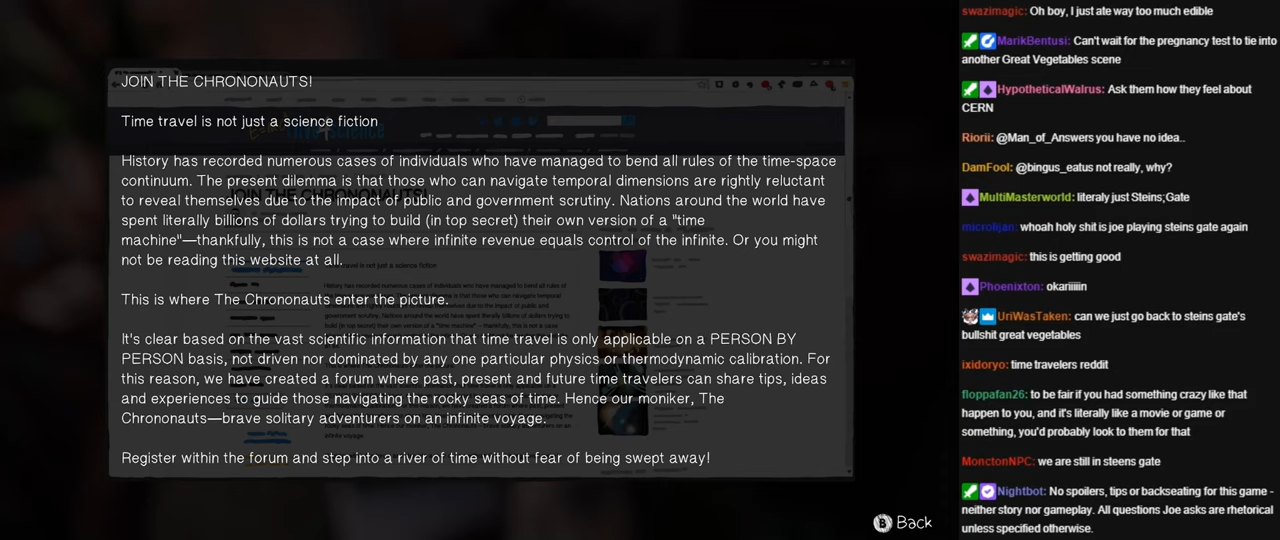 JOIN THE CHRONONAUTS!
Time travel is not just a science fiction
History has recorded numerous cases of individuals who have managed to bend all rules of the time-space
continuum. The present dilemma is that those who can navigate temporal dimensions are rightly reluctant
to reveal themselves due to the impact of public and government scrutiny. Nations around the world have
spent literally billions of dollars trying to build (in top secret) their own version of a "time
machine"—thankfully, this is not a case where infinite revenue equals control of the infinite. Or you might
not be reading this website at all.
This is where The Chrononauts enter the picture.
It's clear based on the vast scientific information that time travel is only applicable on a PERSON BY
PERSON basis, not driven nor dominated by any one particular physics or thermodynamic calibration. For
this reason, we have created a forum where past, present and future time travelers can share tips, ideas
and experiences to guide those navigating the rocky seas of time. Hence our moniker, The
Chrononauts—brave solitary adventurers on an infinite voyage.
Register within the forum and step into a river of time without fear of being swept away!
B Back
swazimagic: Oh boy, I just ate way too much edible
MarikBentusi: Can't wait for the pregnancy test to tie into
another Great Vegetables scene
HypotheticalWalrus: Ask them how they feel about
CERN
Riorii: @Man_of_Answers you have no idea..
DamFool: @bingus_eatus not really, why?
MultiMasterworld: literally just Steins;Gate
microlijan: whoah holy shit is joe playing steins gate again
swazimagic: this is getting good
Phoenixton: okariiiiin
UriWasTaken: can we just go back to steins gate's
bullshit great vegetables
ixidoryo: time travelers reddit
floppafan26: to be fair if you had something crazy like that
happen to you, and it's literally like a movie or game or
something, you'd probably look to them for that
MonctonNPC: we are still in steens gate
Nightbot: No spoilers, tips or backseating for this game -
neither story nor gameplay. All questions Joe asks are rhetorical
unless specified otherwise.